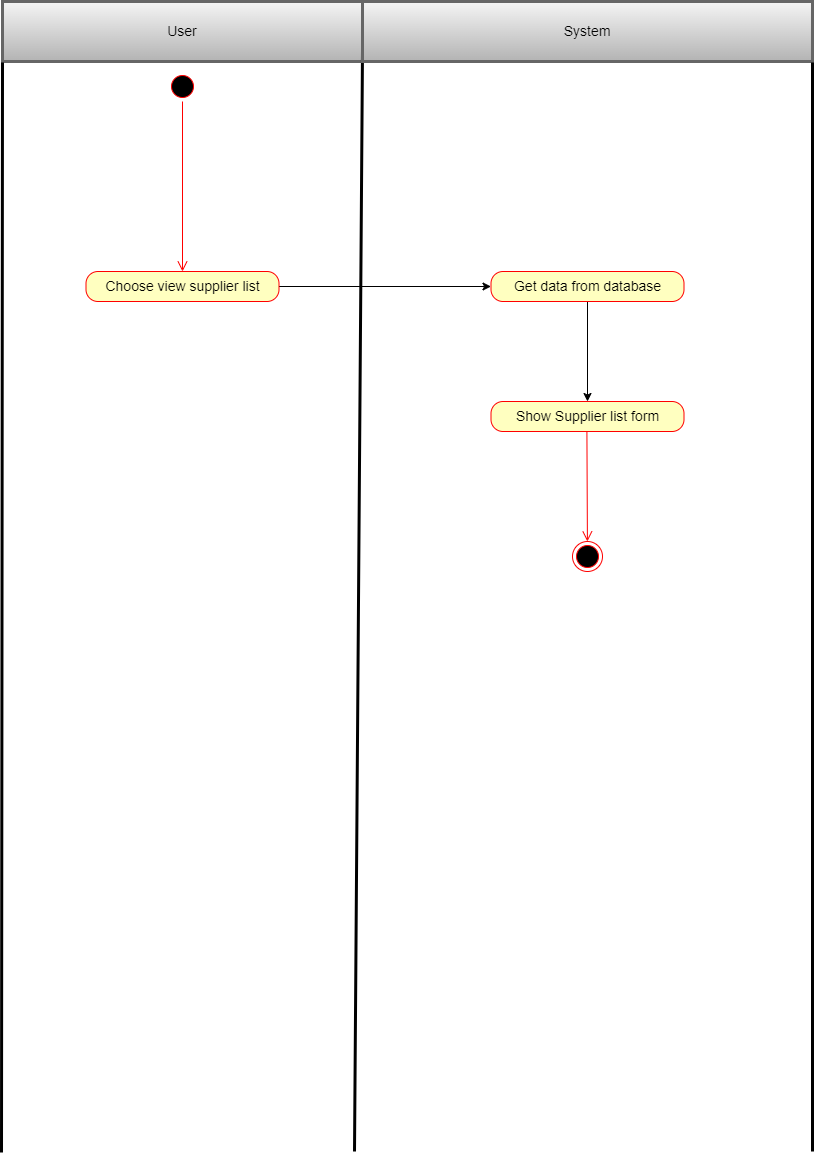 User
System
Choose view supplier list
Get data from database
Show Supplier list form